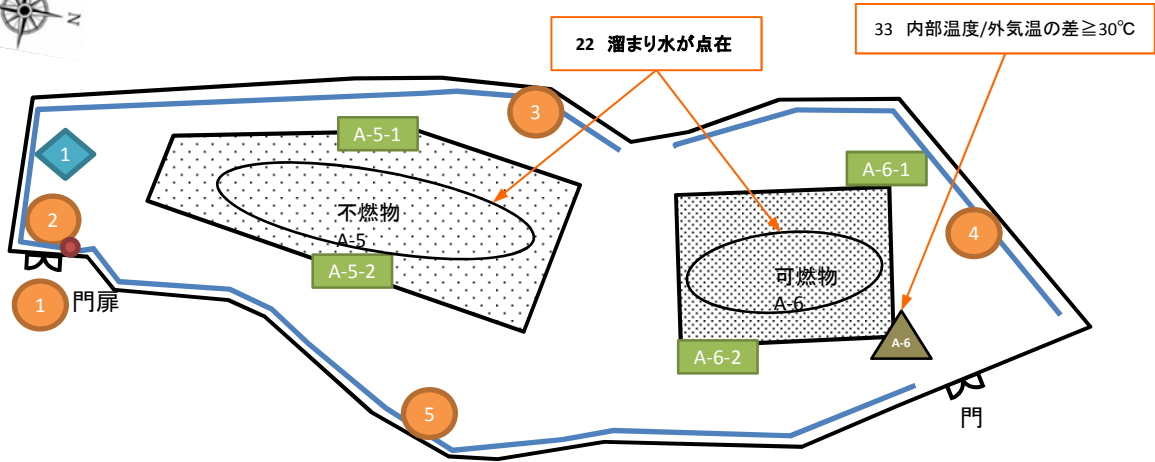 N
22 溜まり水が点在
33 内部温度/外気温の差≧30℃
3
A-5-1
1
A-6-1
2
不燃物
A-5
4
A-5-2
可燃物
A-6
1
門扉
A-6
A-6-2
5
門